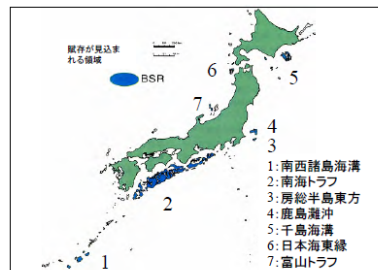 賦存が見込ま
れる領域
BSR
6
5
7
4
3
2
1
1:南西諸島海溝
2:南海トラフ
3:房総半島東方
4:鹿島灘沖
5:千島海溝
6:日本海東縁
7:富山トラフ